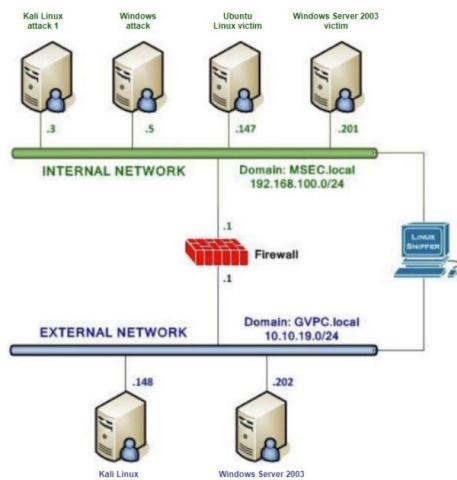 Kali Linux
attack 1
Windows
attack
Ubuntu
Linux victim
Windows Server 2003
victim
.3
.5
.147
.201
INTERNAL NETWORK
Domain: MSEC.local
192.168.100.0/24
.1
Firewall
.1
LINUX
SNIFFER
EXTERNAL NETWORK
Domain: GVPC.local
10.10.19.0/24
.148
.202
Kali Linux
Windows Server 2003